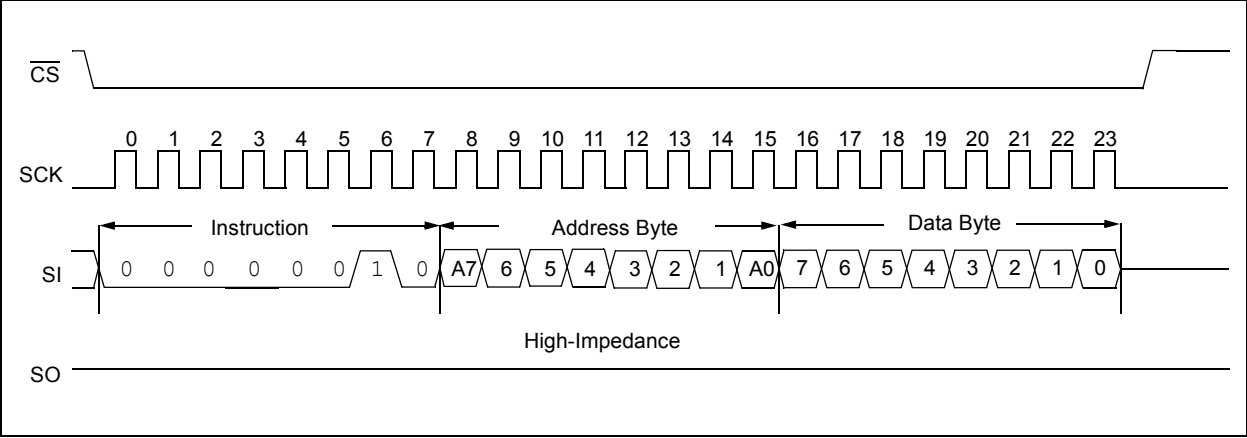 CS
0 1 2 3 4 5 6 7 8 9 10 11 12 13 14 15 16 17 18 19 20 21 22 23
SCK
Instruction Address Byte Data Byte
SI 0 0 0 0 0 0 1 0 A7 6 5 4 3 2 1 A0 7 6 5 4 3 2 1 0
High-Impedance
SO